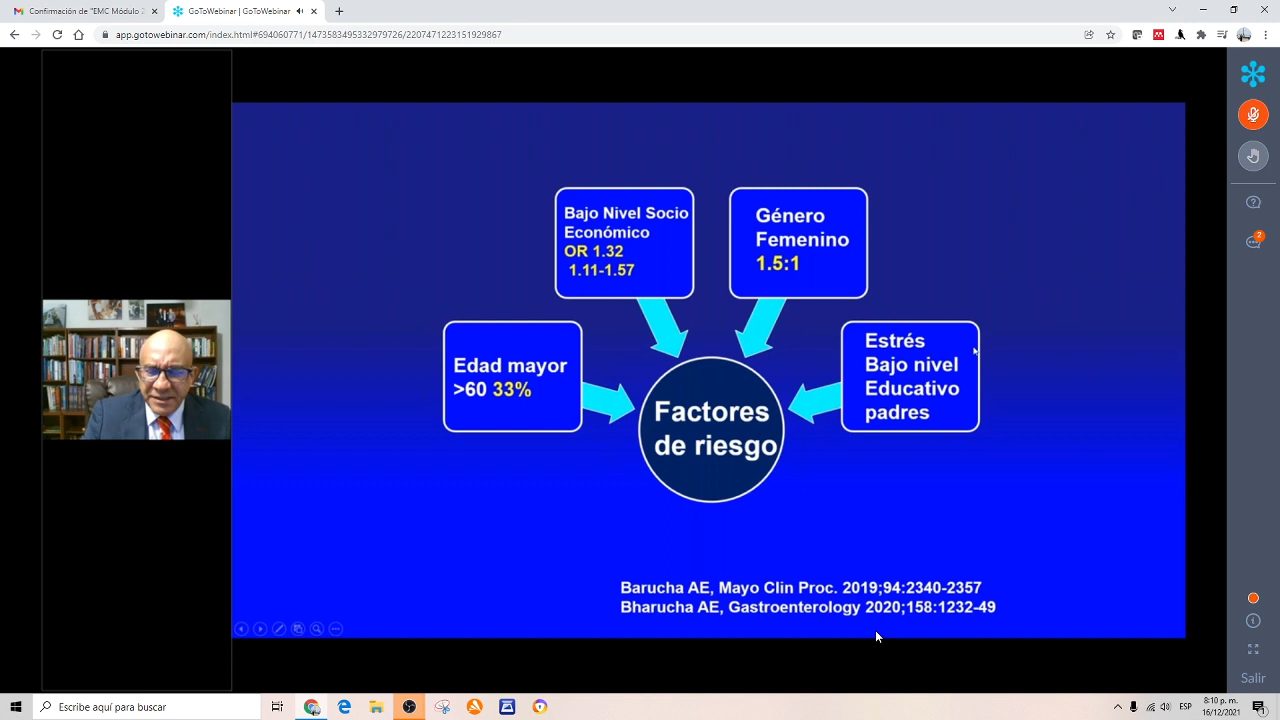 Confirmación de "EMC Módulo
GoToWebinar | GoToWebinar
app.gotowebinar.com/index.html#694060771/1473583495332979726/2207471223151929867
Bajo Nivel Socio
Económico
OR 1.32
1.11-1.57
Género
Femenino
1.5:1
Edad mayor
>60 33%
Estrés
Bajo nivel
Educativo
padres
Factores
de riesgo
Barucha AE, Mayo Clin Proc. 2019;94:2340-2357
Bharucha AE, Gastroenterology 2020;158:1232-49
2
Salir
Escribe aquí para buscar
ESP
8:10 p. m.
16/12/2021